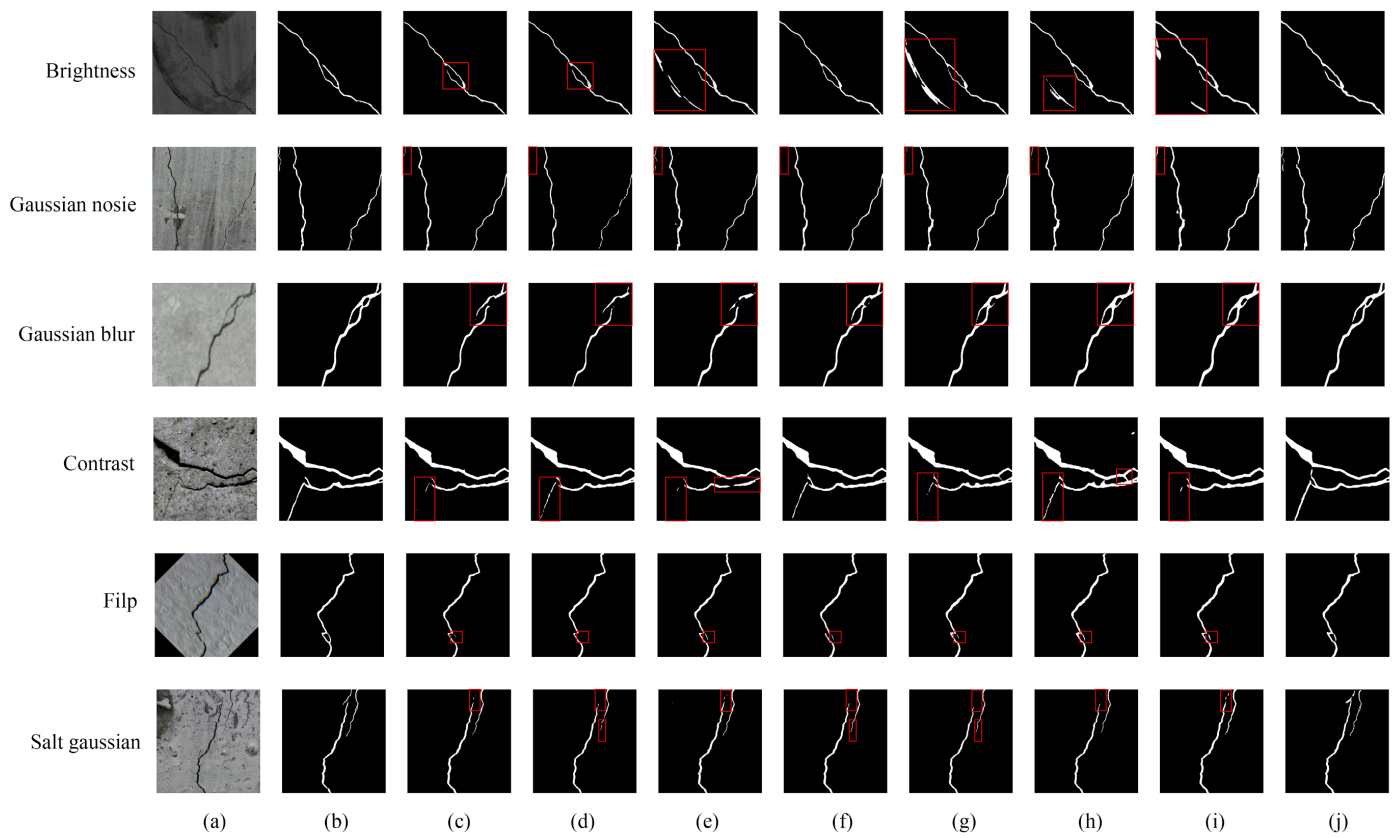 Brightness
Gaussian nosie
Gaussian blur
Contrast
Filp
Salt gaussian
(a) (b) (c) (d) (e) (f) (g) (h) (i) (j)